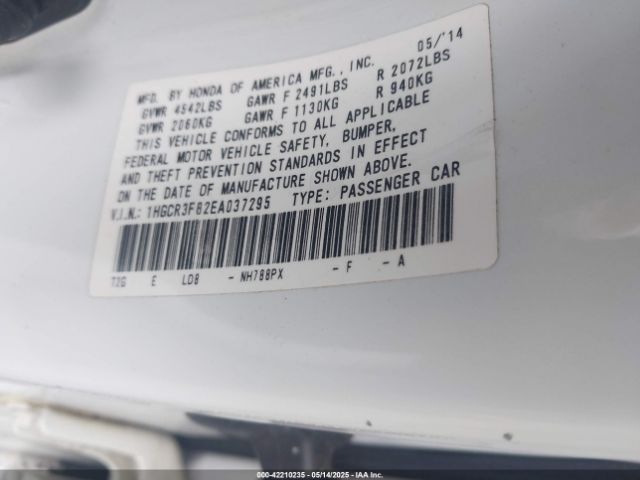 MFD. BY HONDA OF AMERICA MFG., INC. 05/'14
GVWR 4542LBS GAWR F 2491LBS R 2072LBS
GVWR 2060KG GAWR F 1130KG R 940KG
THIS VEHICLE CONFORMS TO ALL APPLICABLE
FEDERAL MOTOR VEHICLE SAFETY, BUMPER,
AND THEFT PREVENTION STANDARDS IN EFFECT
ON THE DATE OF MANUFACTURE SHOWN ABOVE.
V.I.N.: 1HGCR3F82EA037295 TYPE: PASSENGER CAR
T2G E LDB - NH788PX - F - A
000-42210235 - 05/14/2025 - IAA Inc.